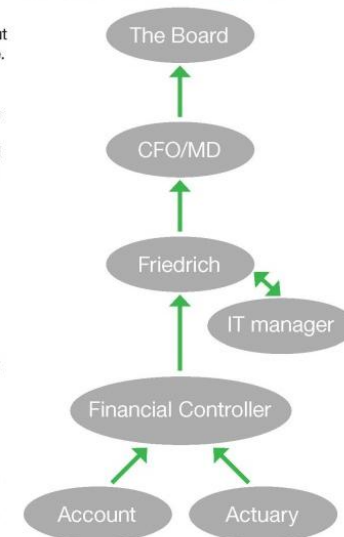 The Board
CFO/MD
Friedrich
IT manager
Financial Controller
Account
Actuary